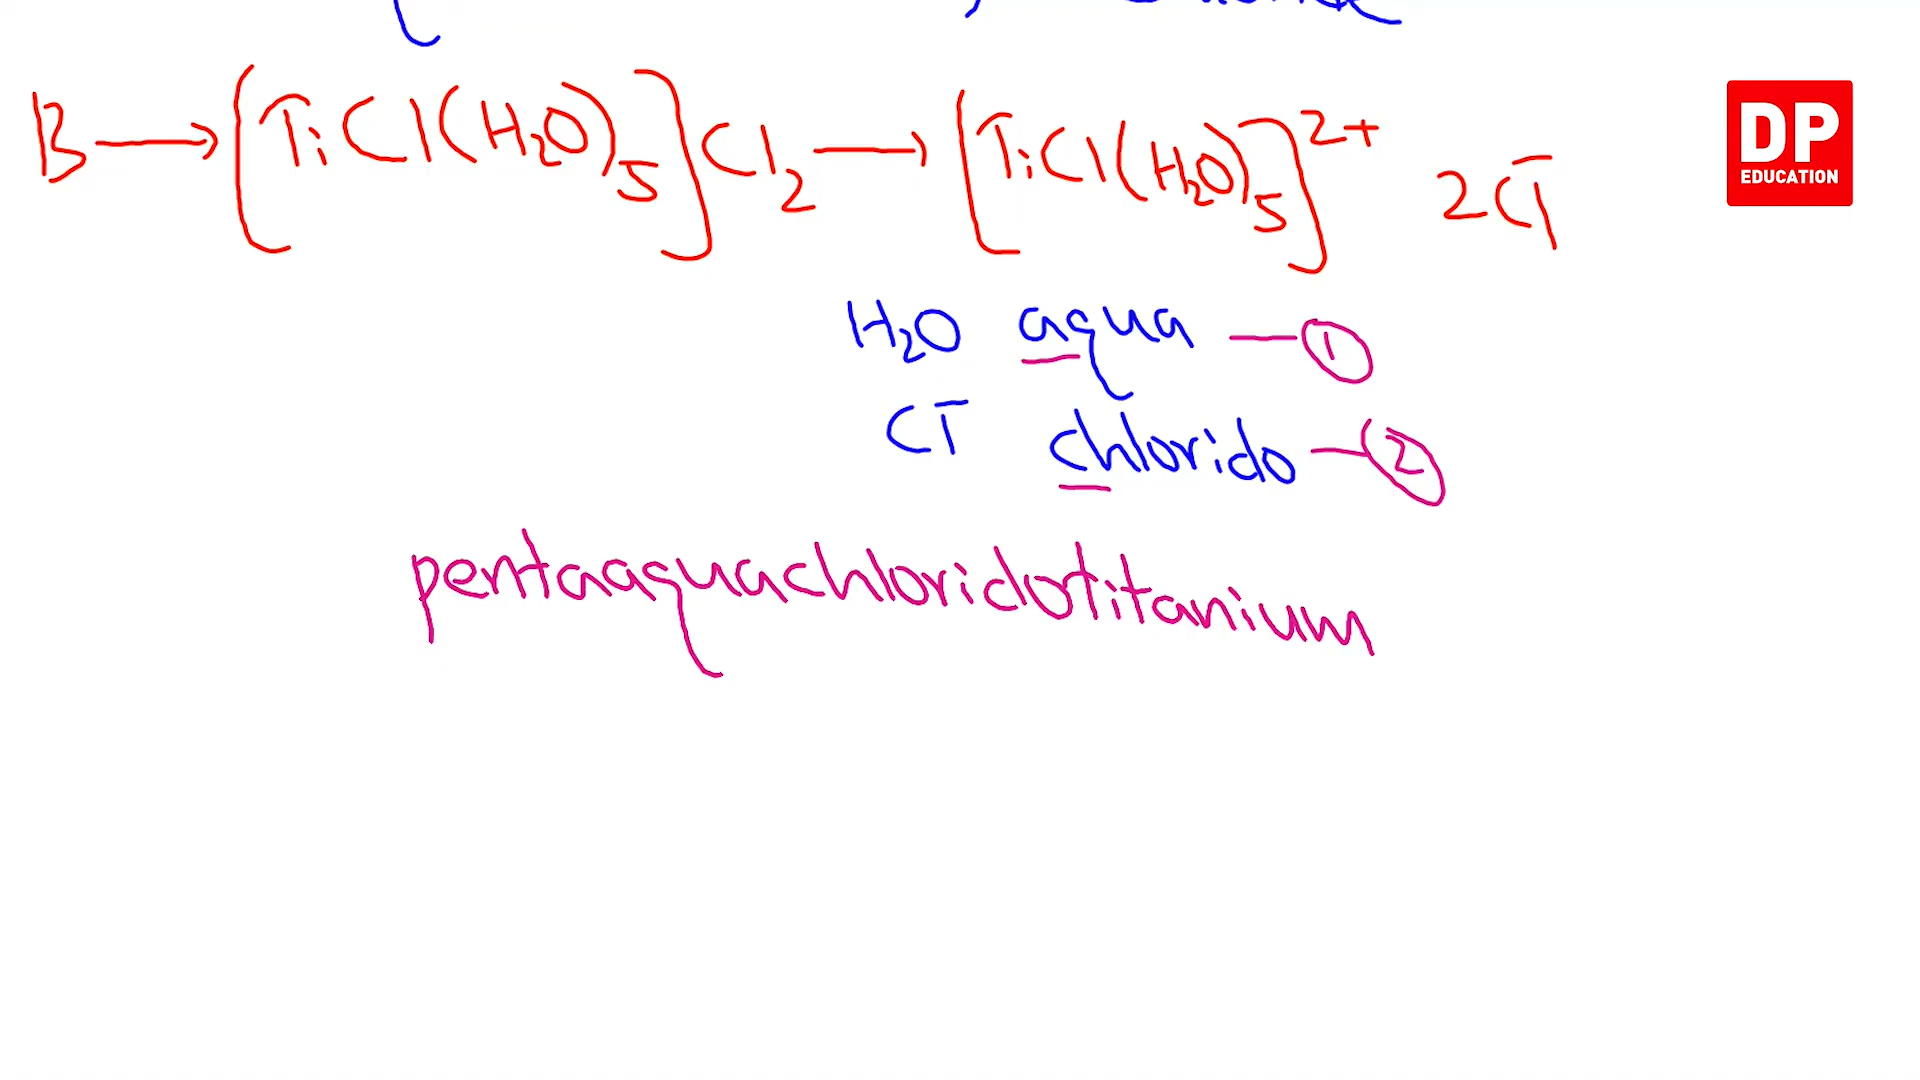 B → [TiCl(H₂O)₅]Cl₂ → [TiCl(H₂O)₅]²⁺ 2Cl⁻
DP
EDUCATION
H₂O aqua — ①
Cl⁻ chlorido — ②
pentaaquachloridotitanium